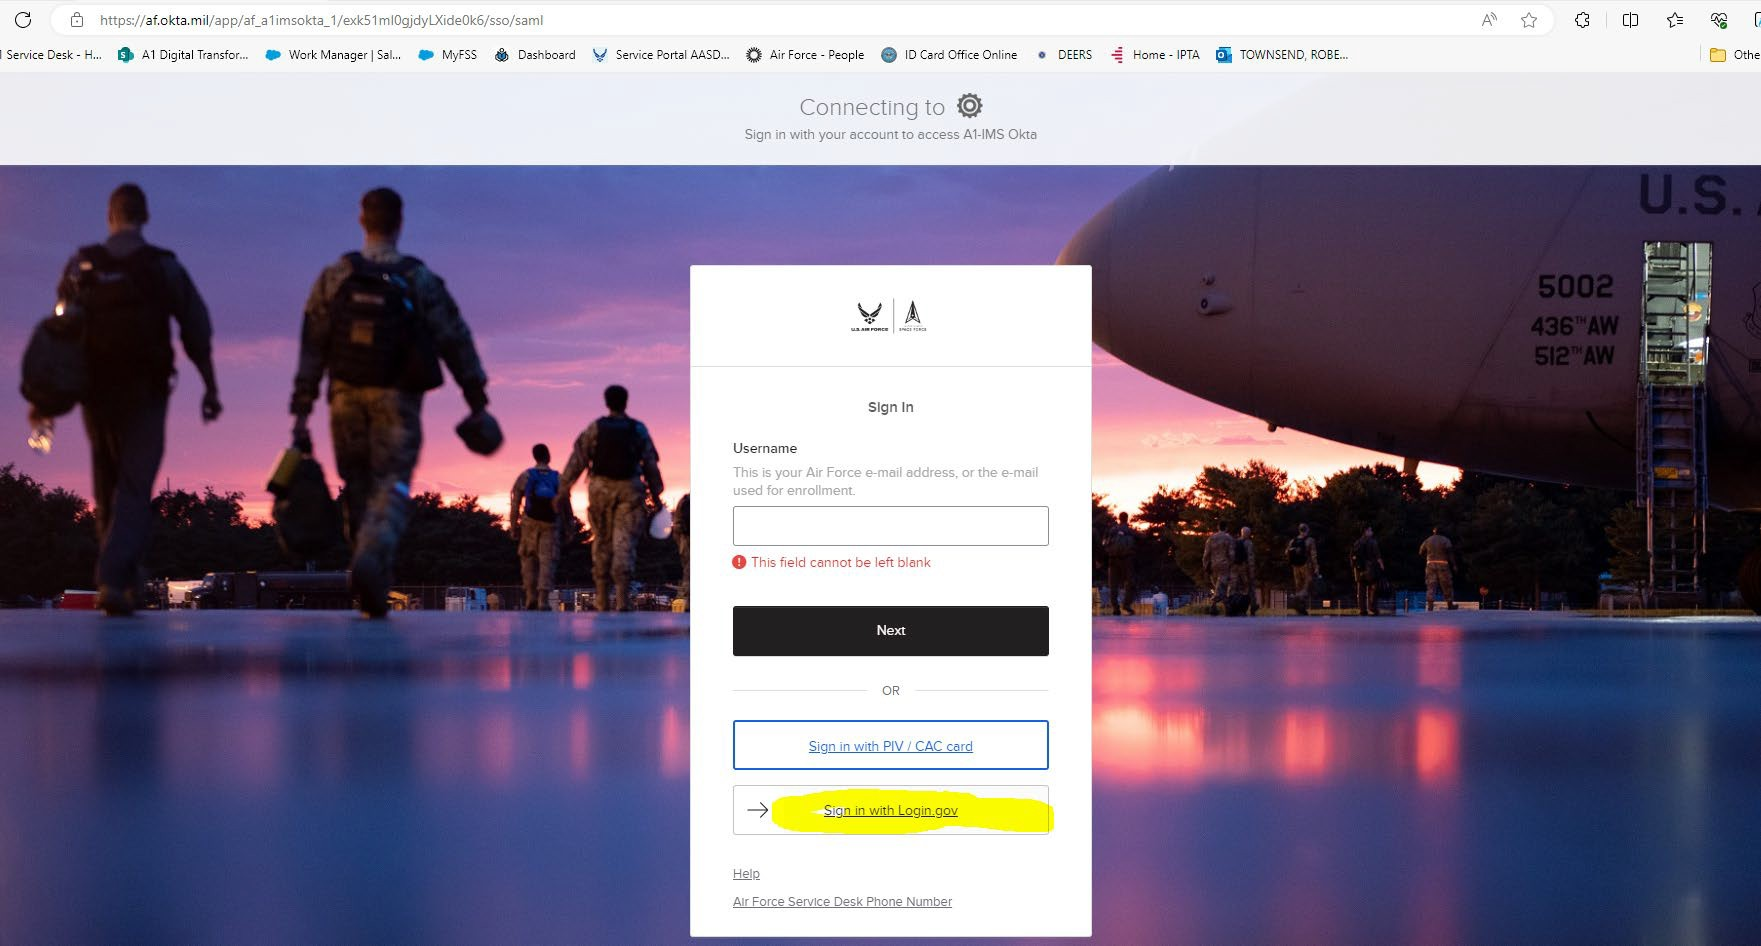 https://af.okta.mil/app/af_a1imsokta_1/exk51ml0gjdyLXide0k6/sso/saml
Service Desk - H... A1 Digital Transfor... Work Manager | Sal... MyFSS Dashboard Service Portal AASD... Air Force - People ID Card Office Online DEERS Home - IPTA TOWNSEND, ROBE... Othe
Connecting to
Sign in with your account to access A1-IMS Okta
U.S. A
5002
436TH AW
512TH AW
U.S. AIR FORCE SPACE FORCE
Sign In
Username
This is your Air Force e-mail address, or the e-mail
used for enrollment.
This field cannot be left blank
Next
OR
Sign in with PIV / CAC card
Sign in with Login.gov
Help
Air Force Service Desk Phone Number